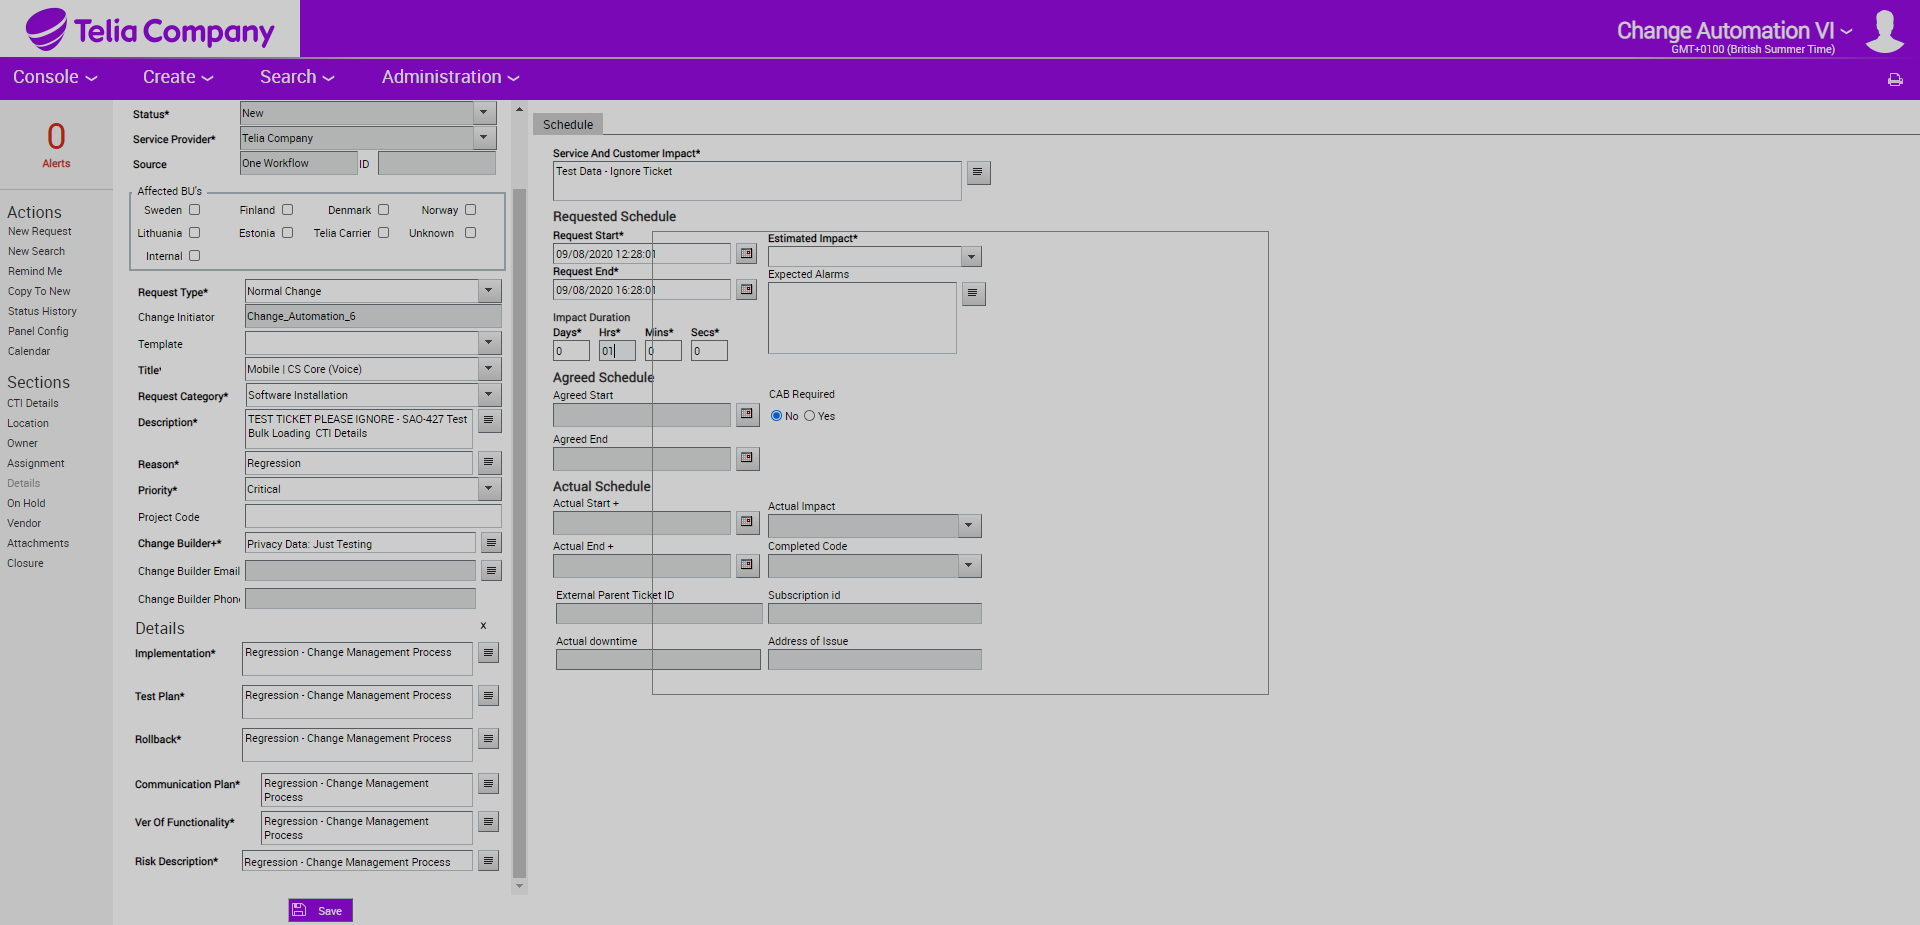 Telia Company
Change Automation VI
GMT+0100 (British Summer Time)
Console
Create
Search
Administration
0
Alerts
Actions
New Request
New Search
Remind Me
Copy To New
Status History
Panel Config
Calendar
Sections
CTI Details
Location
Owner
Assignment
Details
On Hold
Vendor
Attachments
Closure
Status* New
Service Provider* Telia Company
Source One Workflow ID
Affected BU's
Sweden Finland Denmark Norway
Lithuania Estonia Telia Carrier Unknown
Internal
Request Type* Normal Change
Change Initiator Change_Automation_6
Template
Title' Mobile | CS Core (Voice)
Request Category* Software Installation
Description* TEST TICKET PLEASE IGNORE - SAO-427 Test
Bulk Loading CTI Details
Reason* Regression
Priority* Critical
Project Code
Change Builder+* Privacy Data: Just Testing
Change Builder Email
Change Builder Phon
Details x
Implementation* Regression - Change Management Process
Test Plan* Regression - Change Management Process
Rollback* Regression - Change Management Process
Communication Plan* Regression - Change Management
Process
Ver Of Functionality* Regression - Change Management
Process
Risk Description* Regression - Change Management Process
Save
Schedule
Service And Customer Impact*
Test Data - Ignore Ticket
Requested Schedule
Request Start* Estimated Impact*
09/08/2020 12:28:01
Request End* Expected Alarms
09/08/2020 16:28:01
Impact Duration
Days* Hrs* Mins* Secs*
0 01 0 0
Agreed Schedule
Agreed Start CAB Required
No Yes
Agreed End
Actual Schedule
Actual Start + Actual Impact
Actual End + Completed Code
External Parent Ticket ID Subscription id
Actual downtime Address of Issue